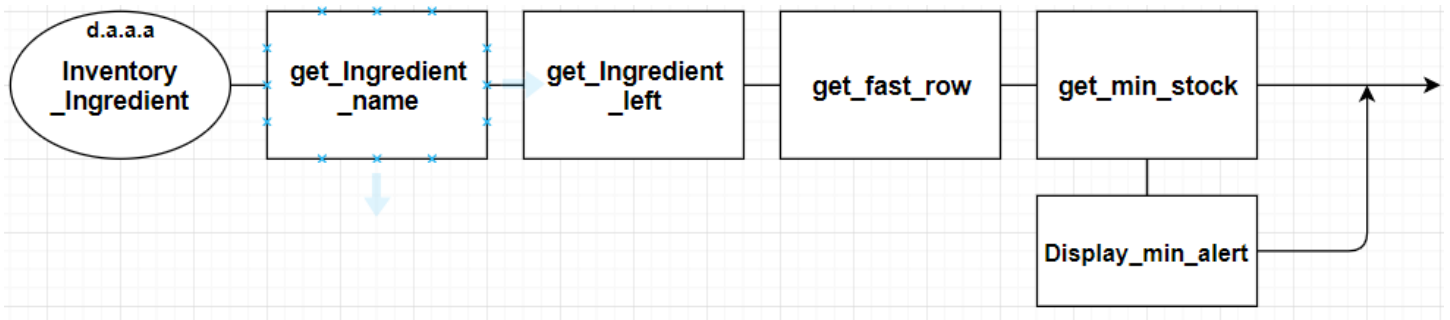 d.a.a.a
Inventory
_Ingredient
get_Ingredient
_name
get_Ingredient
_left
get_fast_row
get_min_stock
Display_min_alert